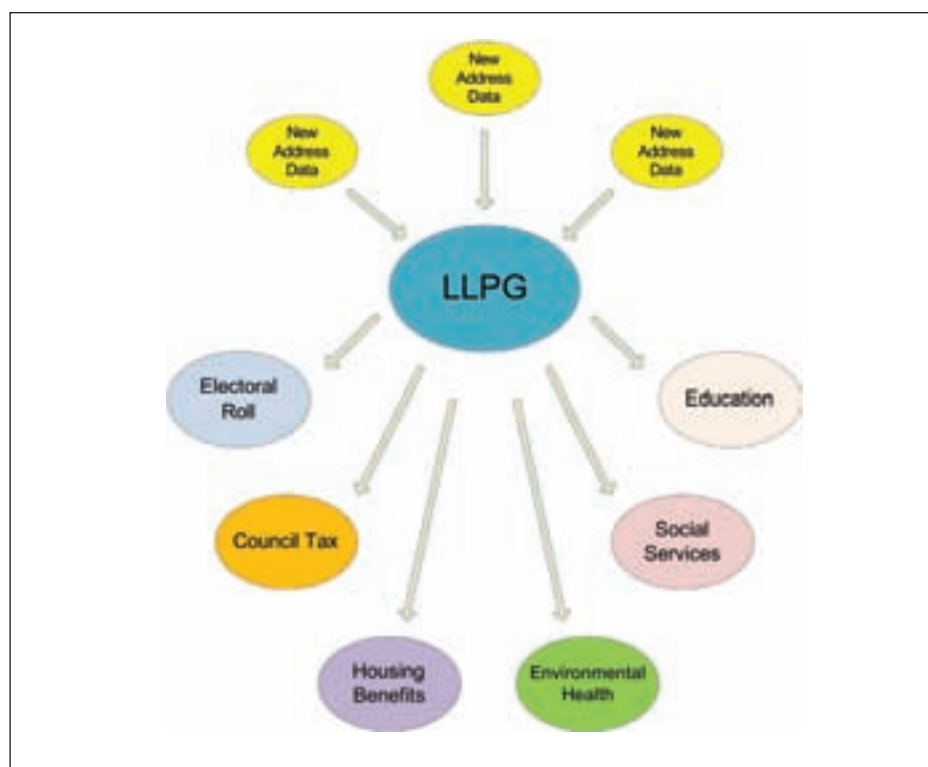 New
Address
Data
New
Address
Data
New
Address
Data
LLPG
Electoral
Roll
Education
Council Tax
Social
Services
Housing
Benefits
Environmental
Health